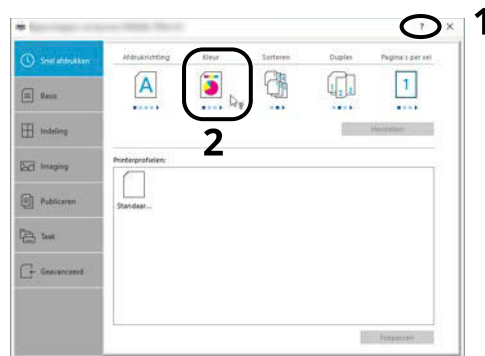 ? × 1
Snel afdrukken
Afdrukrichting Kleur Sorteren Duplex Pagina's per vel
A 1
Basis
Herstellen
2
Indeling
Printerprofielen:
Imaging
Standaar...
Publiceren
Taak
Geavanceerd
Toepassen